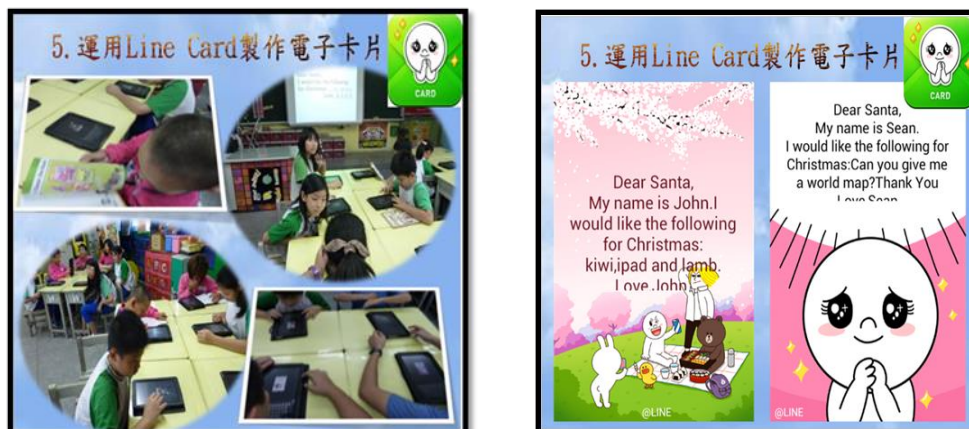 5.運用Line Card製作電子卡片
CARD
5.運用Line Card製作電子卡片
CARD
Dear Santa,
My name is John.I
would like the following
for Christmas:
kiwi,ipad and lamb.
Love,John
@LINE
Dear Santa,
My name is Sean.
I would like the following for
Christmas:Can you give me
a world map?Thank You
Love Sean
@LINE